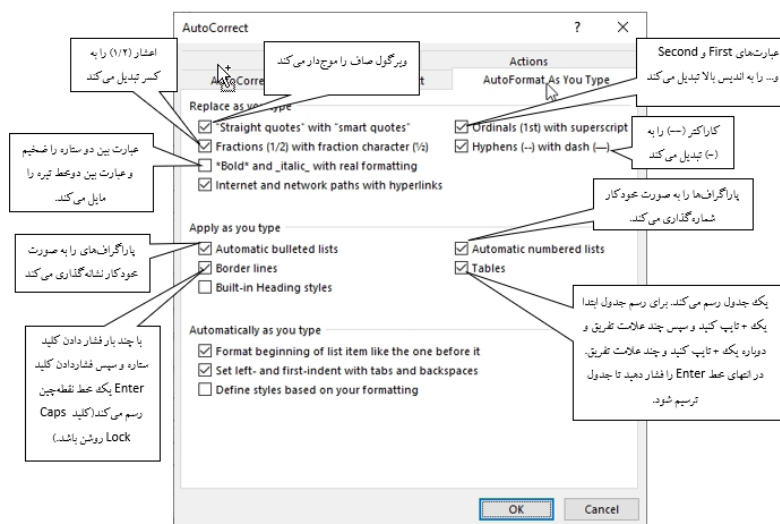 AutoCorrect
? ×
Actions
AutoCorrec
t
AutoFormat As You Type
Replace as you type
"Straight quotes" with “smart quotes”
Ordinals (1st) with superscript
Fractions (1/2) with fraction character (½)
Hyphens (--) with dash (—)
*Bold* and _italic_ with real formatting
Internet and network paths with hyperlinks
Apply as you type
Automatic bulleted lists
Automatic numbered lists
Border lines
Tables
Built-in Heading styles
Automatically as you type
Format beginning of list item like the one before it
Set left- and first-indent with tabs and backspaces
Define styles based on your formatting
OK
Cancel
اعشار (۱/۲) را به
کسر تبدیل می‌کند
ویرگول صاف را موج‌دار می‌کند
عبارت‌های First و Second
و... را به اندیس بالا تبدیل می‌کند
عبارت بین دو ستاره را ضخیم
و عبارت بین دوخط تیره را
مایل می‌کند.
کاراکتر (--) را به
(-) تبدیل می‌کند
پاراگراف‌ها را به صورت خودکار
شماره‌گذاری می‌کند.
پاراگراف‌های را به صورت
خودکار نشانه‌گذاری می‌کند
با چند بار فشار دادن کلید
ستاره و سپس فشاردادن کلید
Enter یک خط نقطه‌چین
رسم می‌کند(کلید Caps
Lock روشن باشد.)
یک جدول رسم می‌کند. برای رسم جدول ابتدا
یک + تایپ کنید و سپس چند علامت تفریق و
دوباره یک + تایپ کنید و چند علامت تفریق.
در انتهای خط Enter را فشار دهید تا جدول
ترسیم شود.